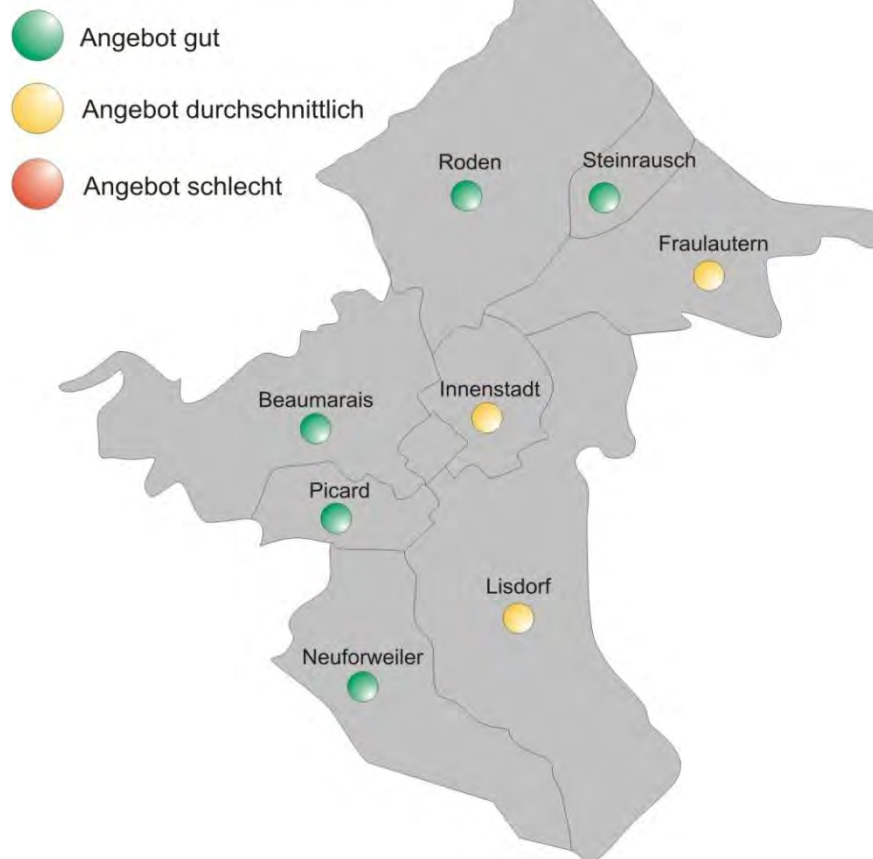 Angebot gut
Angebot durchschnittlich
Angebot schlecht
Roden
Steinrausch
Fraulautern
Innenstadt
Beaumarais
Picard
Lisdorf
Neuforweiler